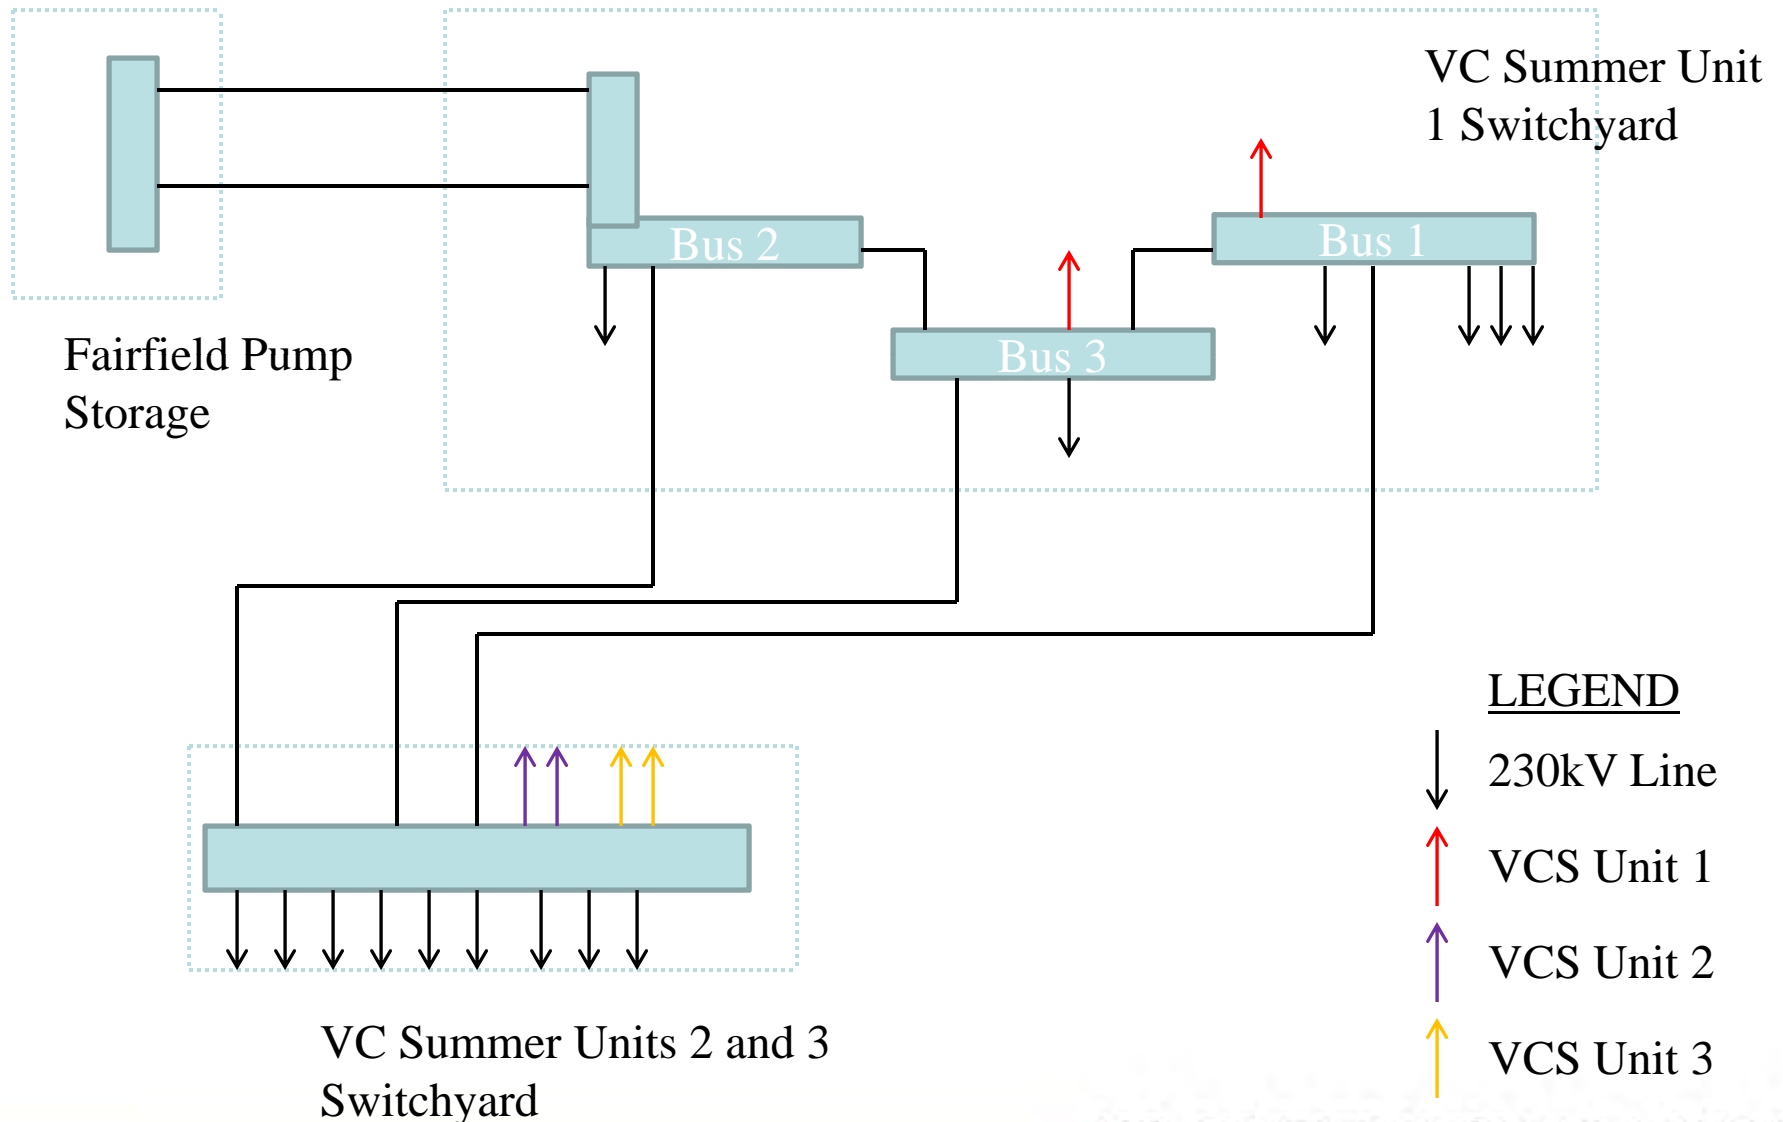 VC Summer Unit
1 Switchyard
Bus 2
Bus 1
Bus 3
Fairfield Pump
Storage
LEGEND
230kV Line
VCS Unit 1
VCS Unit 2
VCS Unit 3
VC Summer Units 2 and 3
Switchyard